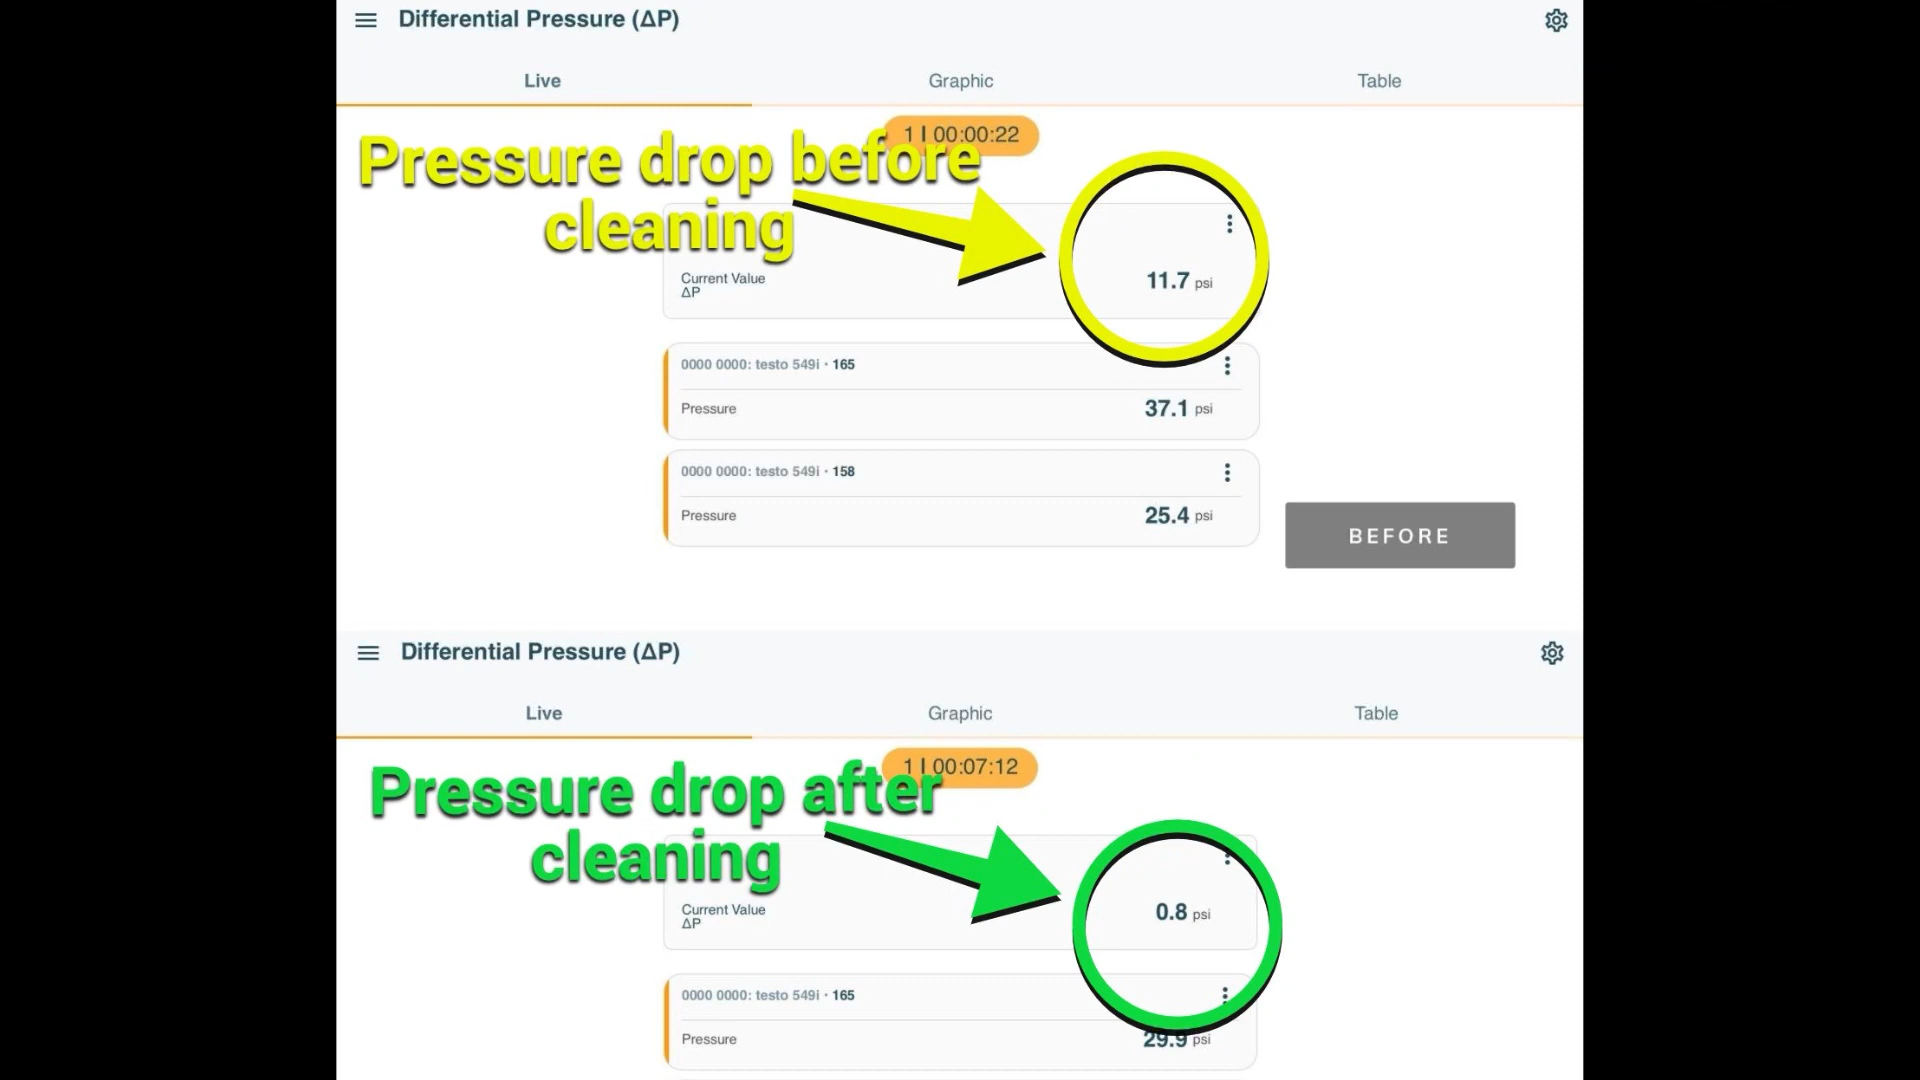 Differential Pressure (ΔP)
Live
Graphic
Table
1 | 00:00:22
Pressure drop before
cleaning
Current Value
ΔP
11.7 psi
0000 0000: testo 549i • 165
Pressure
37.1 psi
0000 0000: testo 549i • 158
Pressure
25.4 psi
BEFORE
Differential Pressure (ΔP)
Live
Graphic
Table
1 | 00:07:12
Pressure drop after
cleaning
Current Value
ΔP
0.8 psi
0000 0000: testo 549i • 165
Pressure
29.9 psi